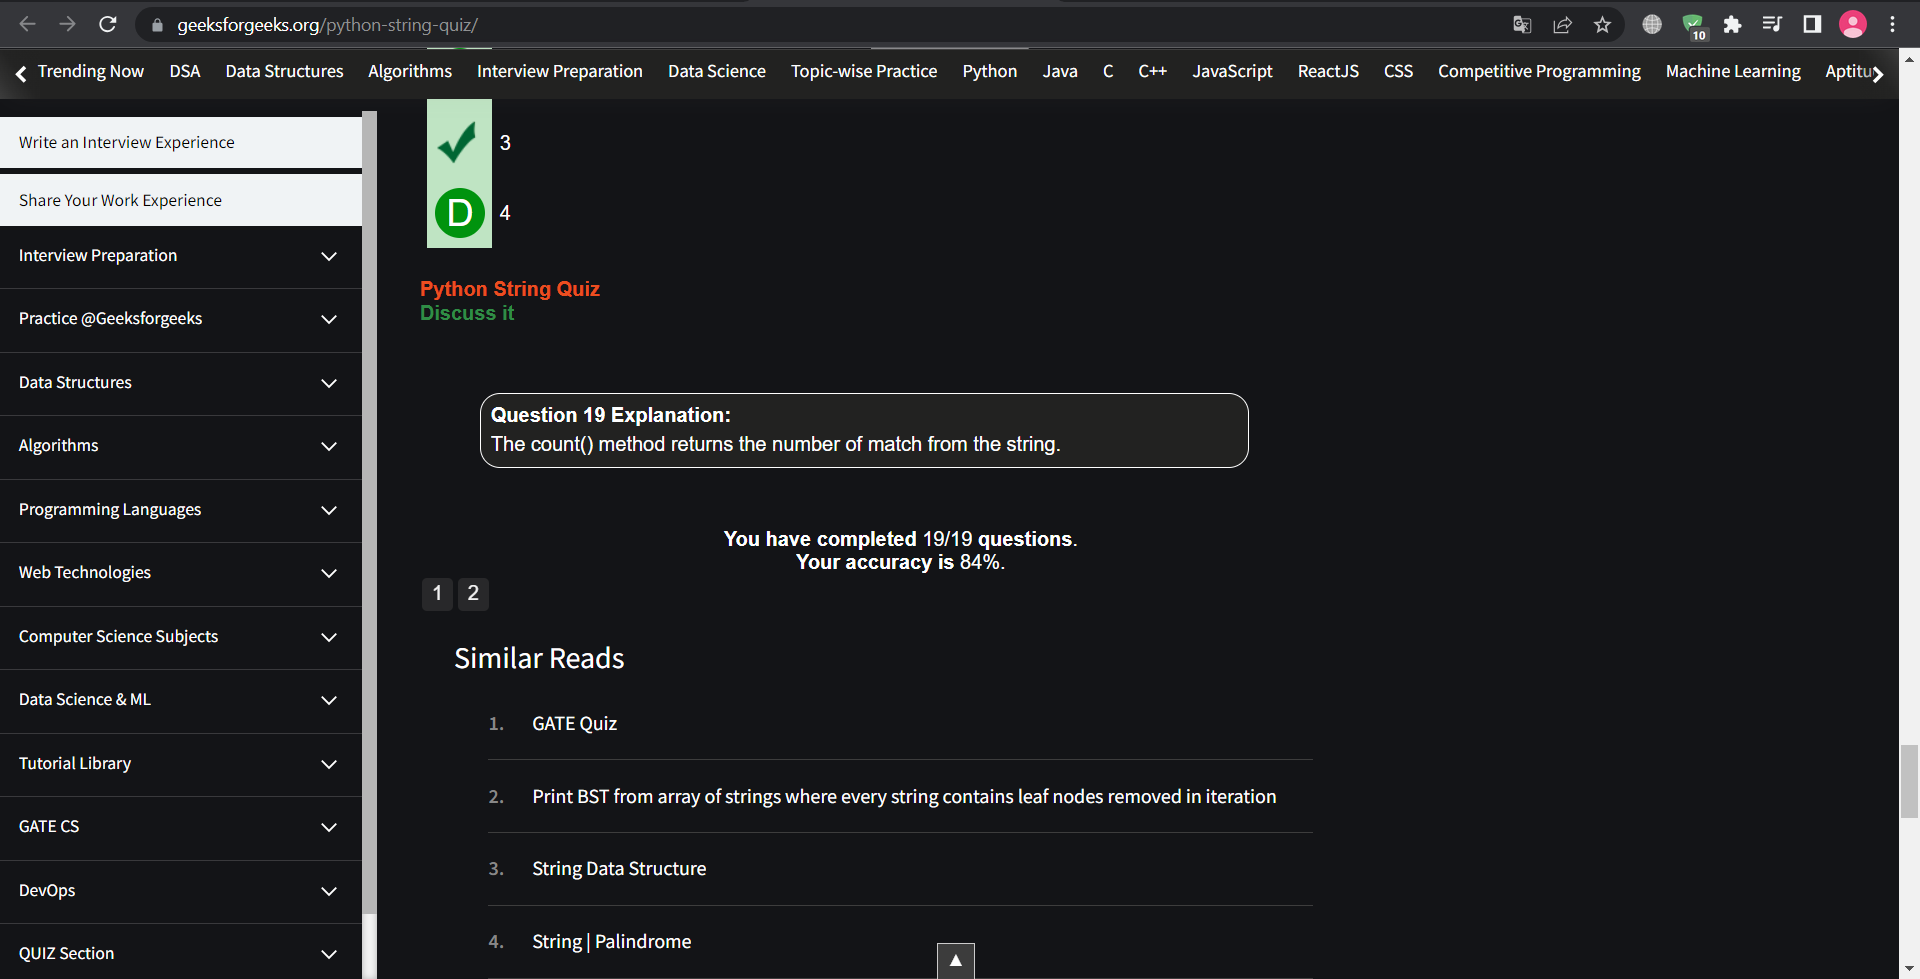 geeksforgeeks.org/python-string-quiz/
10
Trending Now DSA Data Structures Algorithms Interview Preparation Data Science Topic-wise Practice Python Java C C++ JavaScript ReactJS CSS Competitive Programming Machine Learning Aptitu
Write an Interview Experience
Share Your Work Experience
Interview Preparation
Practice @Geeksforgeeks
Data Structures
Algorithms
Programming Languages
Web Technologies
Computer Science Subjects
Data Science & ML
Tutorial Library
GATE CS
DevOps
QUIZ Section
3
D 4
Python String Quiz
Discuss it
Question 19 Explanation:
The count() method returns the number of match from the string.
You have completed 19/19 questions.
Your accuracy is 84%.
1 2
Similar Reads
1. GATE Quiz
2. Print BST from array of strings where every string contains leaf nodes removed in iteration
3. String Data Structure
4. String | Palindrome